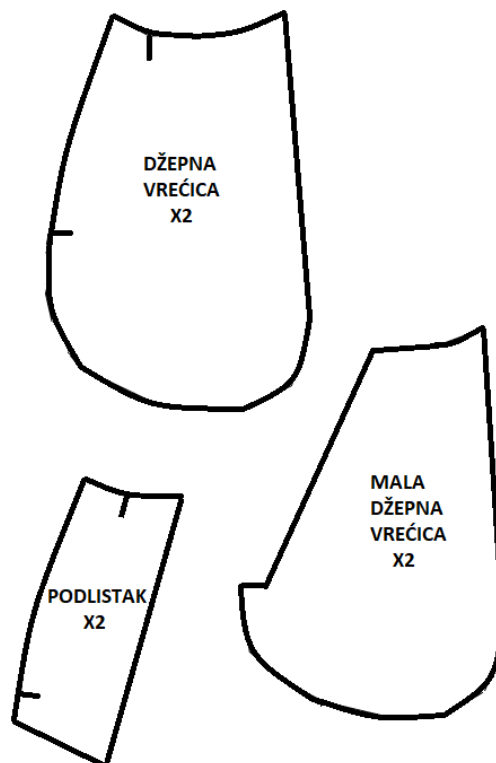 DŽEPNA
VREĆICA
X2
MALA
DŽEPNA
VREĆICA
X2
PODLISTAK
X2